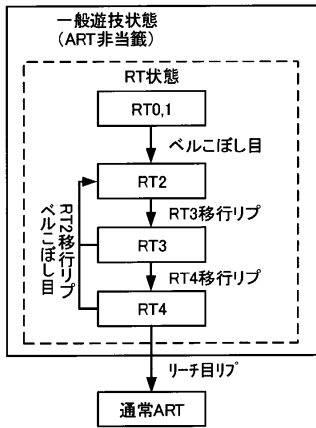 一般遊技状態
(ART非当籤)
RT状態
RT0,1
ベルこぼし目
RT2
RT3移行リプ
RT3
RT4移行リプ
RT4
RT2移行リプ
ベルこぼし目
リーチ目リプ
通常ART